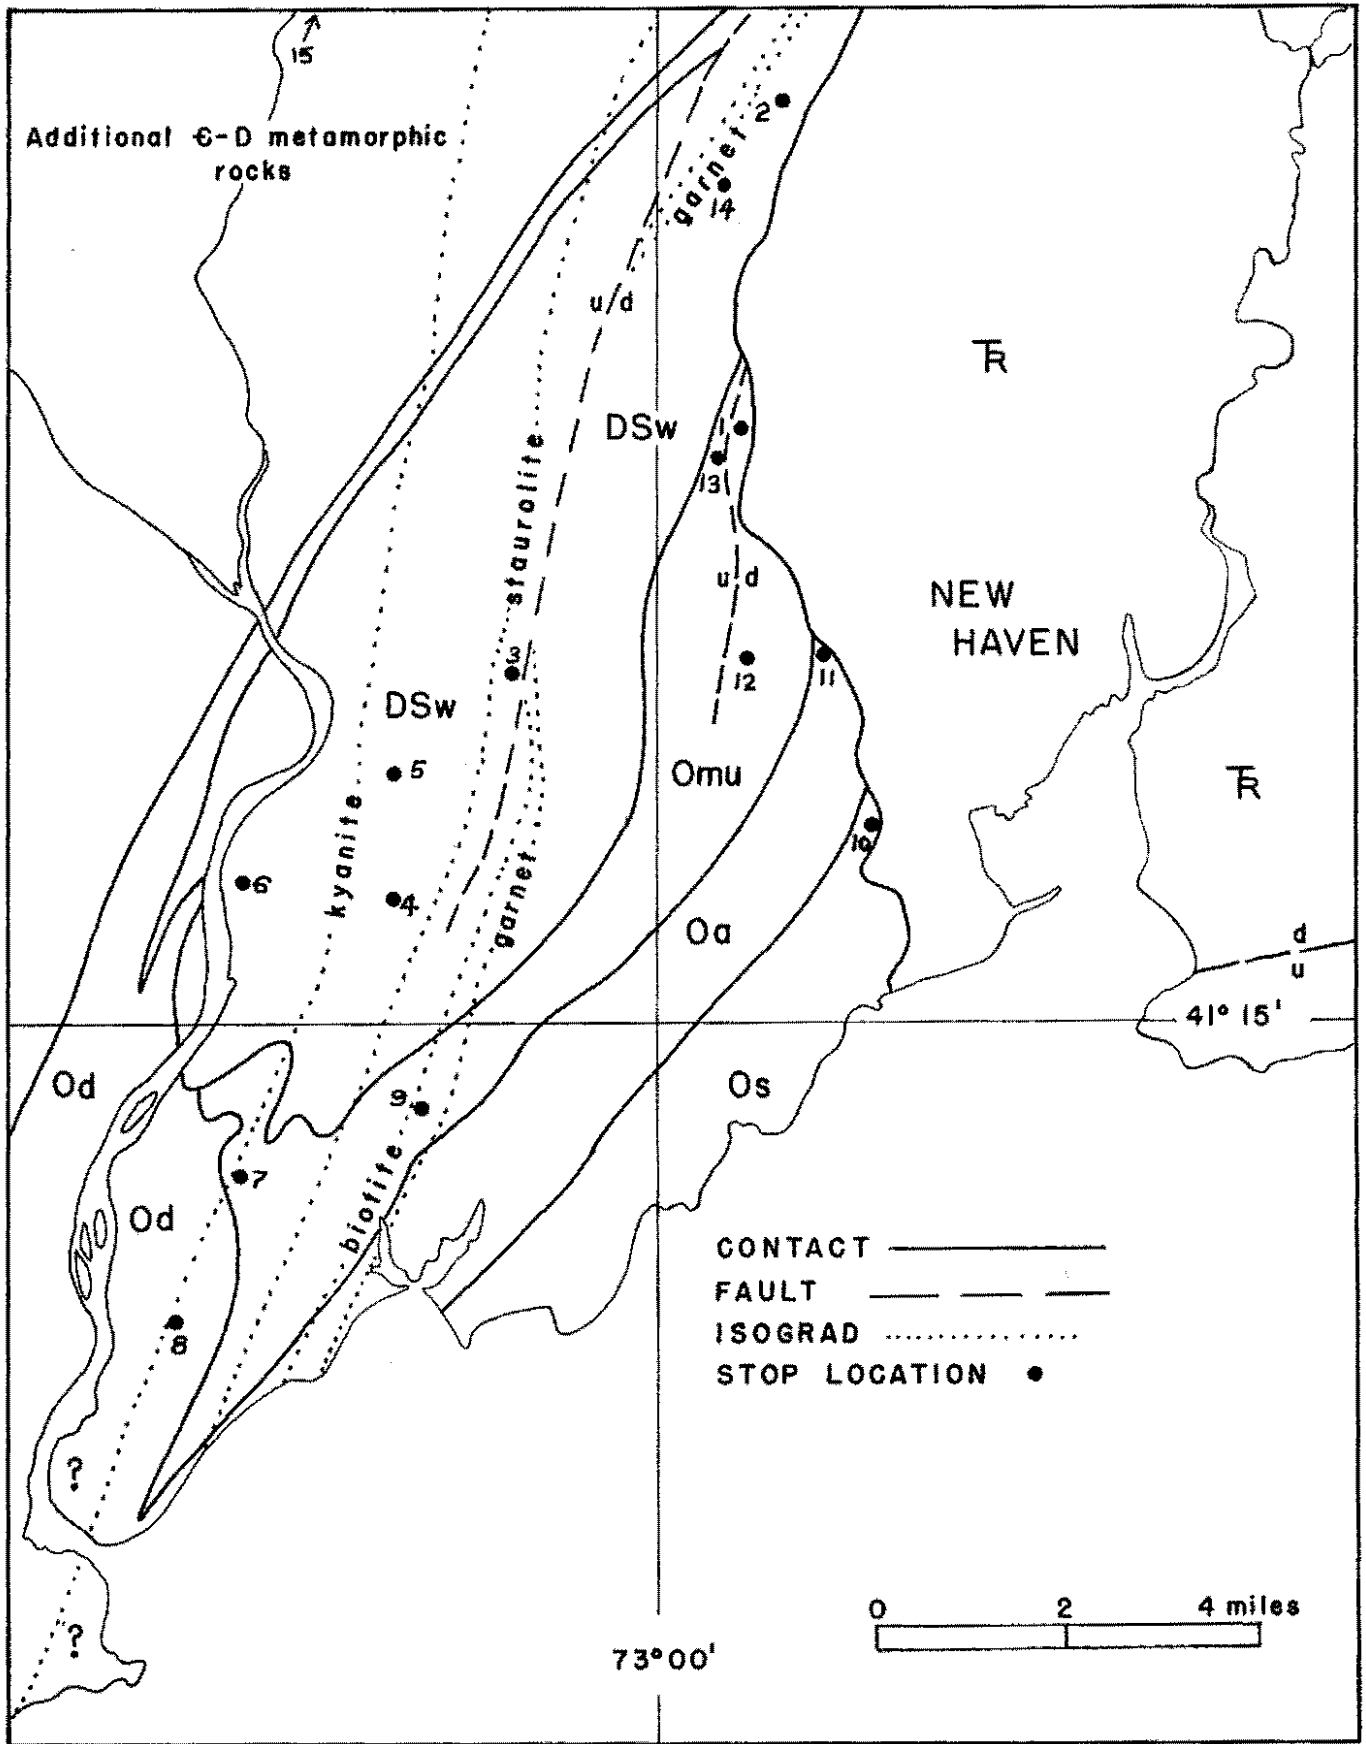 15
Additional Є-D metamorphic
rocks
2
garnet
14
u/d
TR
DSw
staurolite
1
13
u d
NEW
HAVEN
3
12
11
DSw
5
Omu
TR
kyanite
10
6
4
garnet
Oa
d
u
41° 15'
Od
Os
9
7
biotite
Od
CONTACT
FAULT
8
ISOGRAD
STOP LOCATION
?
0 2 4 miles
?
73°00'